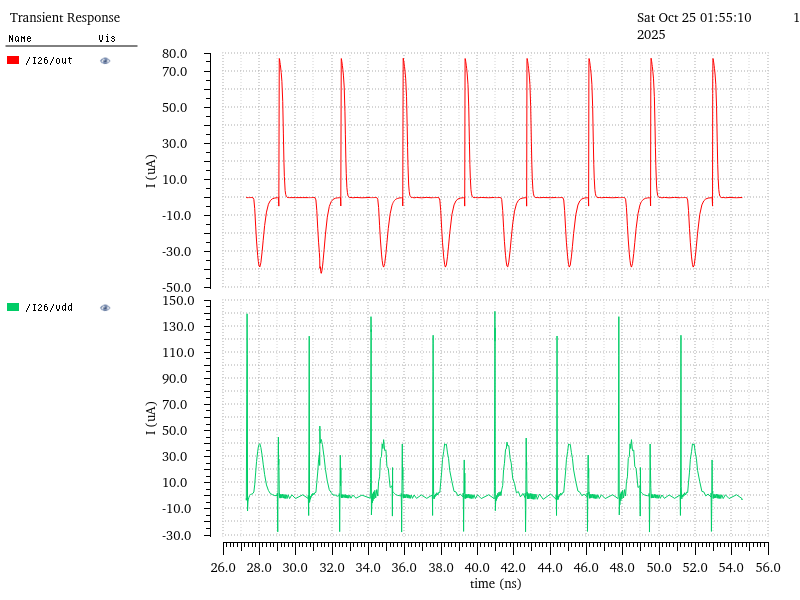 Transient Response
Sat Oct 25 01:55:10
2025
1
Name Vis
/I26/out
80.0
70.0
50.0
30.0
10.0
-10.0
-30.0
-50.0
I (uA)
/I26/vdd
150.0
130.0
110.0
90.0
70.0
50.0
30.0
10.0
-10.0
-30.0
I (uA)
26.0 28.0 30.0 32.0 34.0 36.0 38.0 40.0 42.0 44.0 46.0 48.0 50.0 52.0 54.0 56.0
time (ns)